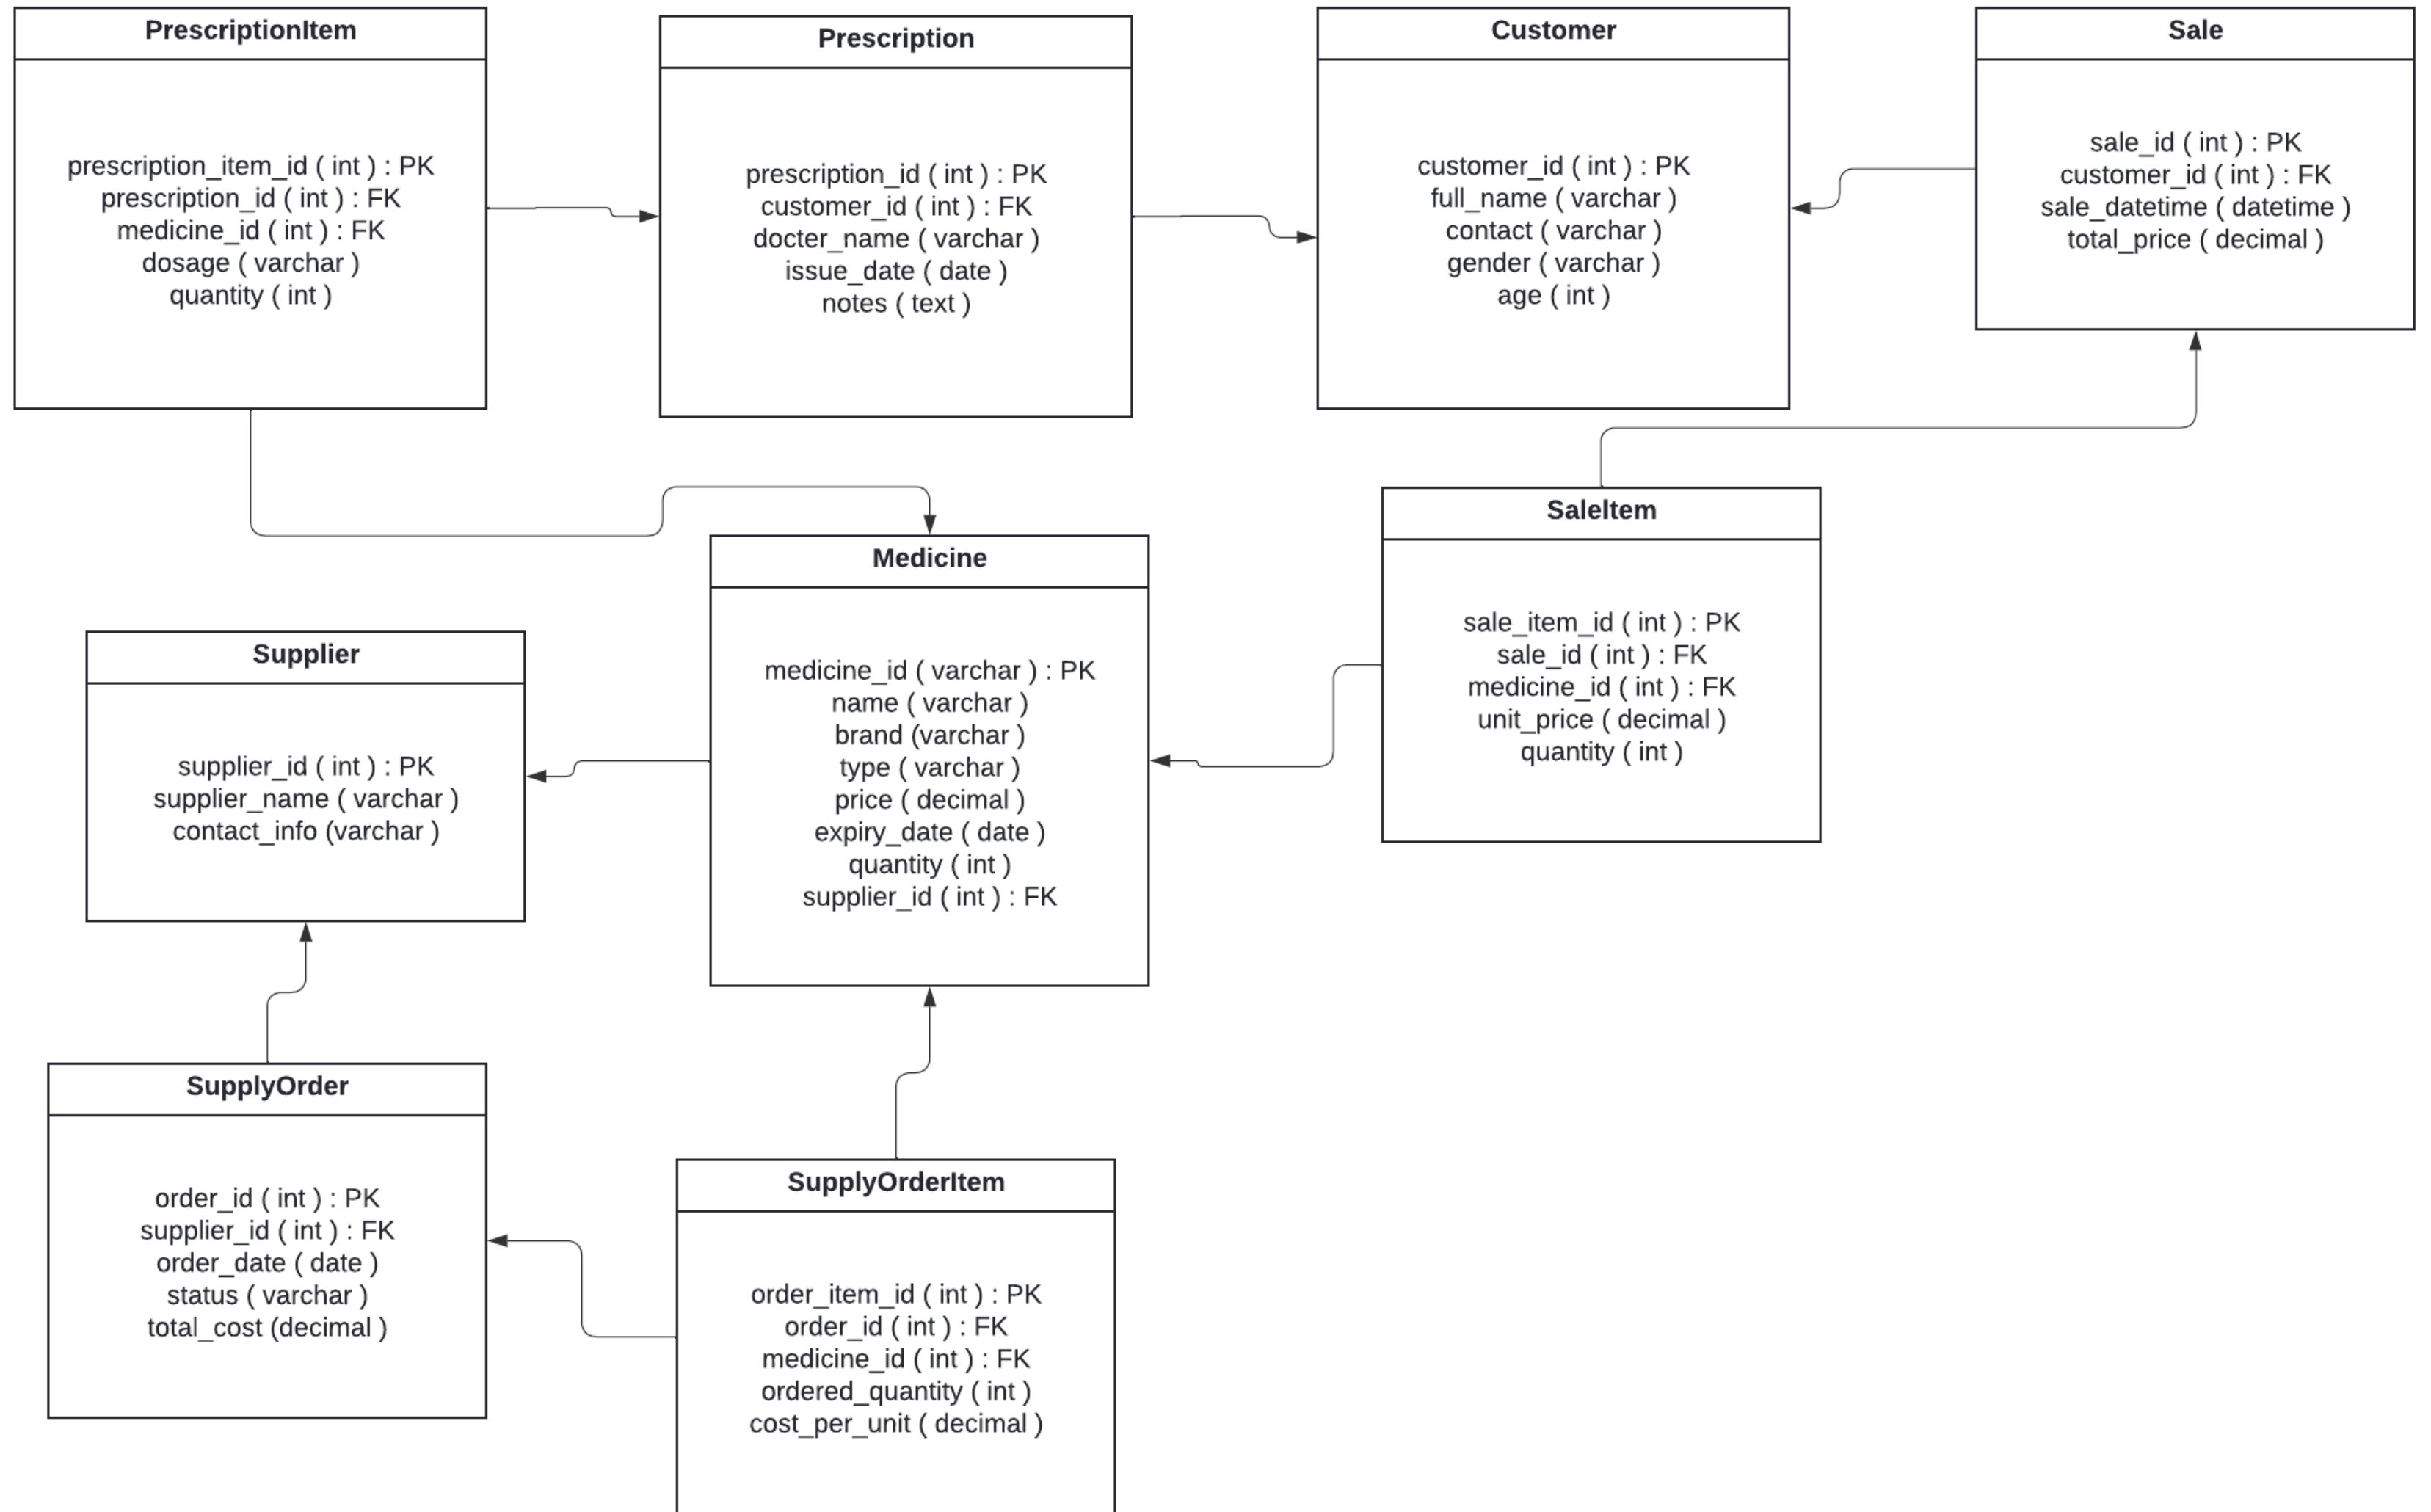 PrescriptionItem
prescription_item_id ( int ) : PK
prescription_id ( int ) : FK
medicine_id ( int ) : FK
dosage ( varchar )
quantity ( int )
Prescription
prescription_id ( int ) : PK
customer_id ( int ) : FK
docter_name ( varchar )
issue_date ( date )
notes ( text )
Customer
customer_id ( int ) : PK
full_name ( varchar )
contact ( varchar )
gender ( varchar )
age ( int )
Sale
sale_id ( int ) : PK
customer_id ( int ) : FK
sale_datetime ( datetime )
total_price ( decimal )
Supplier
supplier_id ( int ) : PK
supplier_name ( varchar )
contact_info (varchar )
Medicine
medicine_id ( varchar ) : PK
name ( varchar )
brand (varchar )
type ( varchar )
price ( decimal )
expiry_date ( date )
quantity ( int )
supplier_id ( int ) : FK
SaleItem
sale_item_id ( int ) : PK
sale_id ( int ) : FK
medicine_id ( int ) : FK
unit_price ( decimal )
quantity ( int )
SupplyOrder
order_id ( int ) : PK
supplier_id ( int ) : FK
order_date ( date )
status ( varchar )
total_cost (decimal )
SupplyOrderItem
order_item_id ( int ) : PK
order_id ( int ) : FK
medicine_id ( int ) : FK
ordered_quantity ( int )
cost_per_unit ( decimal )